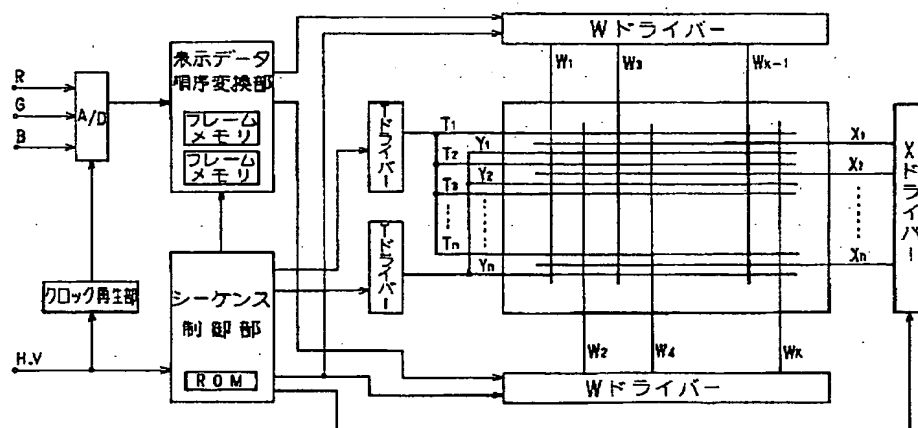 Wドライバー
W1 W3 Wk-1
R
G
B
A/D
表示データ
順序変換部
フレーム
メモリ
フレーム
メモリ
Tドライバー
T1
Y1
T2
Y2
T3
Tn
Yn
Tドライバー
X1
X2
Xn
Xドライバー
クロック再生部
シーケンス
制御部
ROM
H.V
W2 W4 Wk
Wドライバー